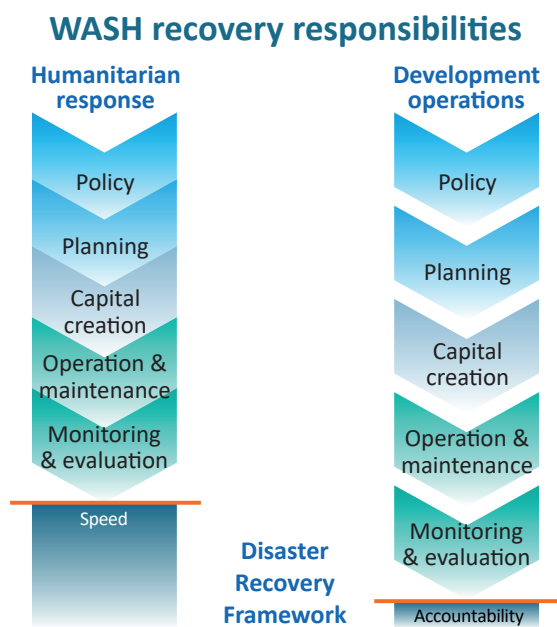 WASH recovery responsibilities
Humanitarian
response
Policy
Planning
Capital
creation
Operation &
maintenance
Monitoring
& evaluation
Speed
Disaster
Recovery
Framework
Development
operations
Policy
Planning
Capital
creation
Operation &
maintenance
Monitoring
& evaluation
Accountability